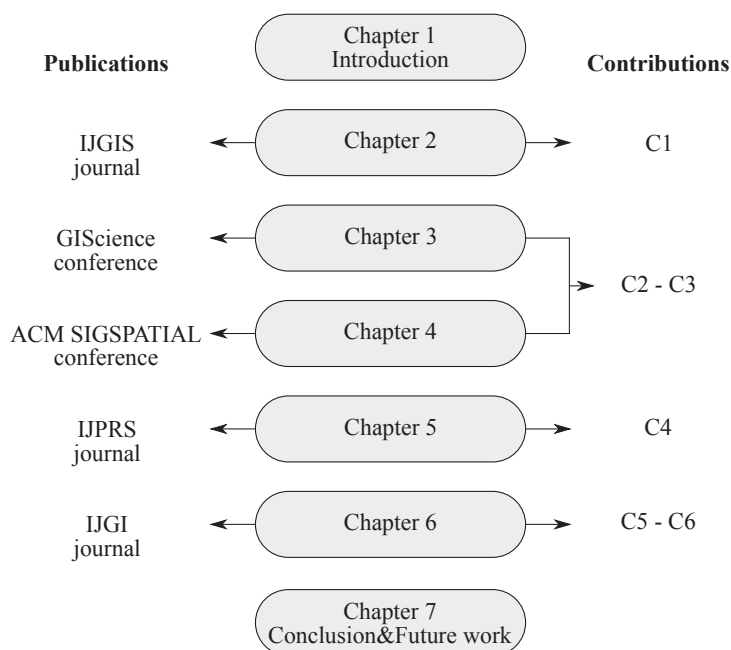 Chapter 1
Introduction
Publications
Contributions
IJGIS
journal
Chapter 2
C1
GIScience
conference
Chapter 3
C2 - C3
ACM SIGSPATIAL
conference
Chapter 4
IJPRS
journal
Chapter 5
C4
IJGI
journal
Chapter 6
C5 - C6
Chapter 7
Conclusion&Future work